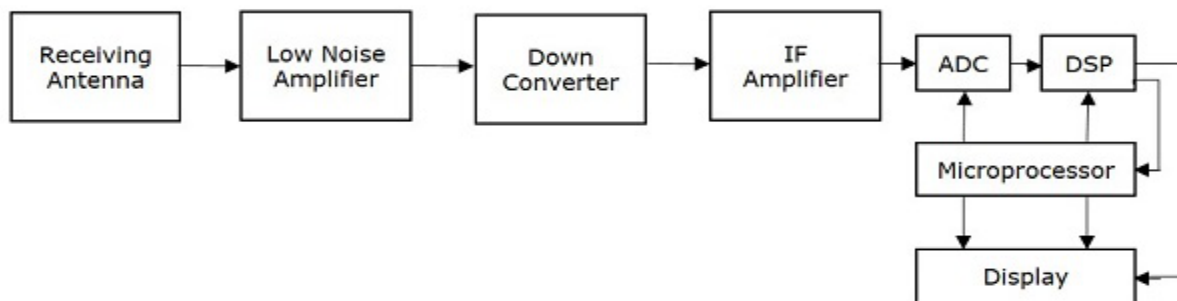 Receiving
Antenna
Low Noise
Amplifier
Down
Converter
IF
Amplifier
ADC
DSP
Microprocessor
Display